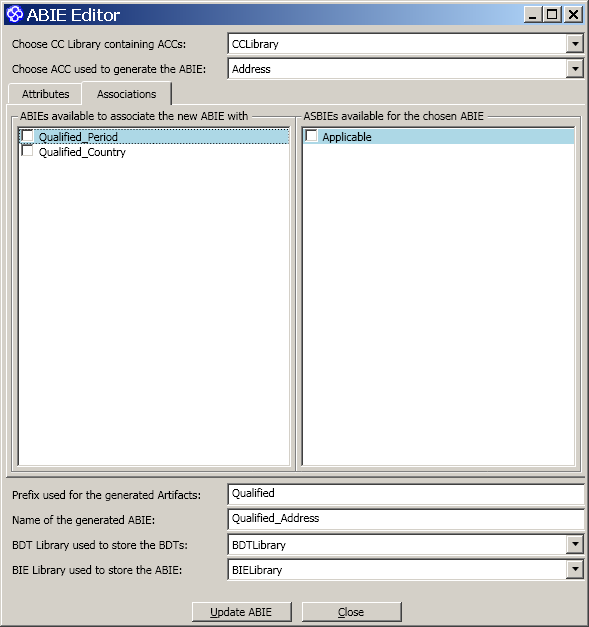 ABIE Editor
Choose CC Library containing ACCs: CCLibrary
Choose ACC used to generate the ABIE: Address
Attributes Associations
ABIEs available to associate the new ABIE with ASBIEs available for the chosen ABIE
Qualified_Period Applicable
Qualified_Country
Prefix used for the generated Artifacts: Qualified
Name of the generated ABIE: Qualified_Address
BDT Library used to store the BDTs: BDTLibrary
BIE Library used to store the ABIE: BIELibrary
Update ABIE Close